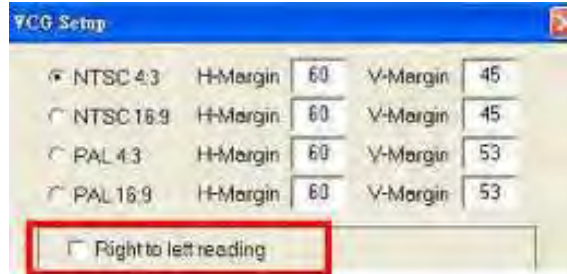 VCG Setup
NTSC 4:3 H-Margin 60 V-Margin 45
NTSC 16:9 H-Margin 60 V-Margin 45
PAL 4:3 H-Margin 60 V-Margin 53
PAL 16:9 H-Margin 60 V-Margin 53
Right to left reading